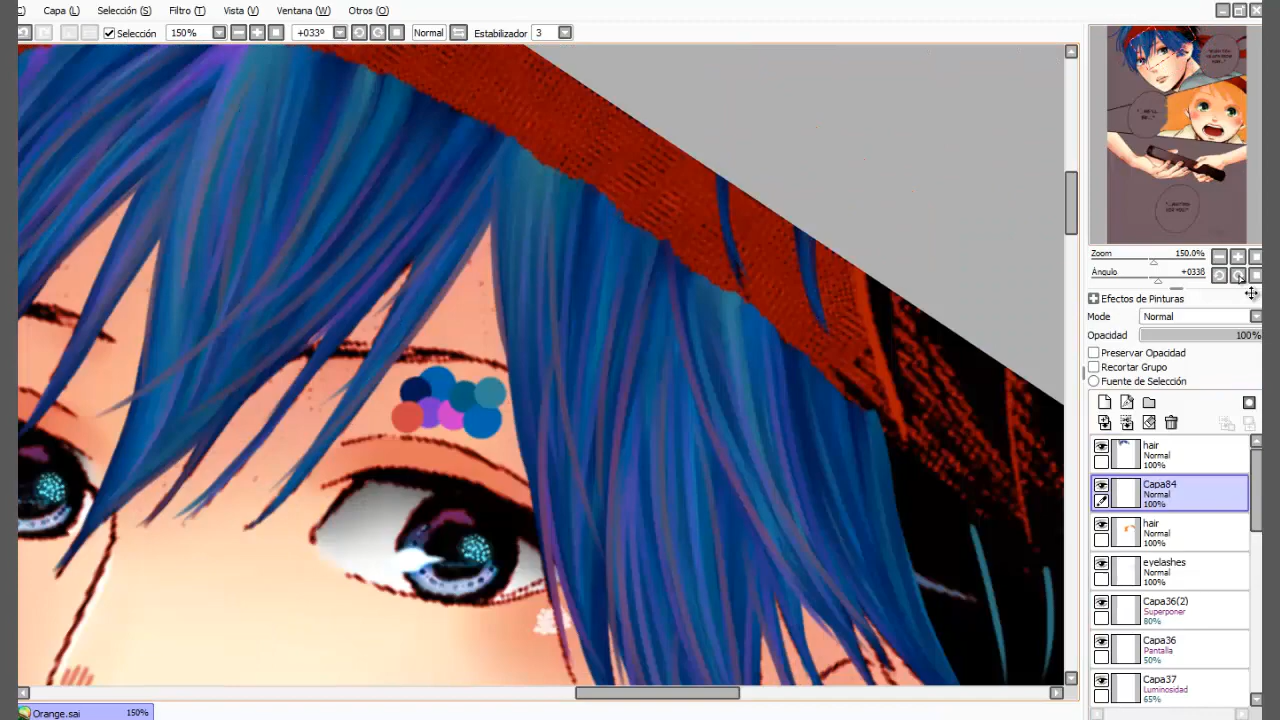 Capa (L) Selección (S) Filtro (T) Vista (V) Ventana (W) Otros (O)
Selección 150% +033º Normal Estabilizador 3
Zoom 150.0%
Ángulo +033ß
Efectos de Pinturas
Mode Normal
Opacidad 100%
Preservar Opacidad
Recortar Grupo
Fuente de Selección
hair
Normal
100%
Capa84
Normal
100%
hair
Normal
100%
eyelashes
Normal
100%
Capa36(2)
Superponer
80%
Capa36
Pantalla
50%
Capa37
Luminosidad
65%
Orange.sai 150%